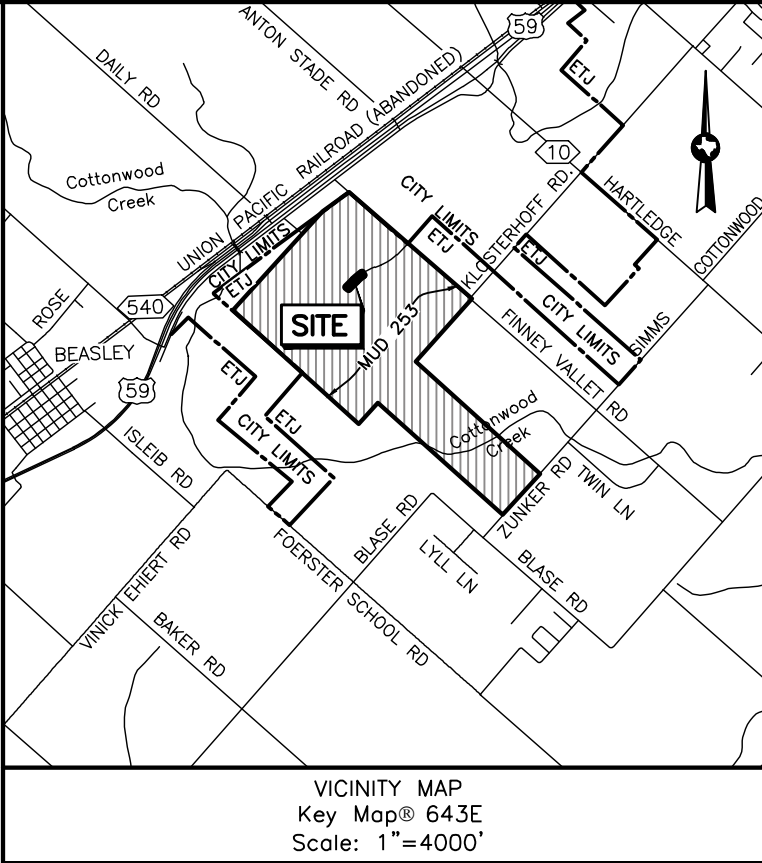 59
ANTON STADE RD
DAILY RD
ETJ
UNION PACIFIC RAILROAD (ABANDONED)
10
Cottonwood
Creek
CITY LIMITS
ETJ
KLOSTERHOFF RD.
HARTLEDGE
COTTONWOOD
CITY LIMITS
ETJ
ETJ
CITY LIMITS
540
ROSE
SITE
MUD 253
SIMMS
FINNEY VALLET RD
BEASLEY
59
ETJ
ETJ
CITY LIMITS
Cottonwood
Creek
ISLEIB RD
ZUNKER RD
TWIN LN
BLASE RD
LYLL LN
BLASE RD
FOERSTER SCHOOL RD
VINICK EHIERT RD
BAKER RD
VICINITY MAP
Key Map® 643E
Scale: 1"=4000'